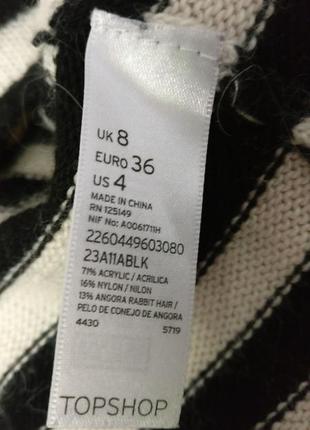 UK 8
EURO 36
US 4
MADE IN CHINA
RN 125149
NIF No: A0061711H
2260449603080
23A11ABLK
71% ACRYLIC / ACRILICA
16% NYLON / NILON
13% ANGORA RABBIT HAIR /
PELO DE CONEJO DE ANGORA
4430 5719
TOPSHOP